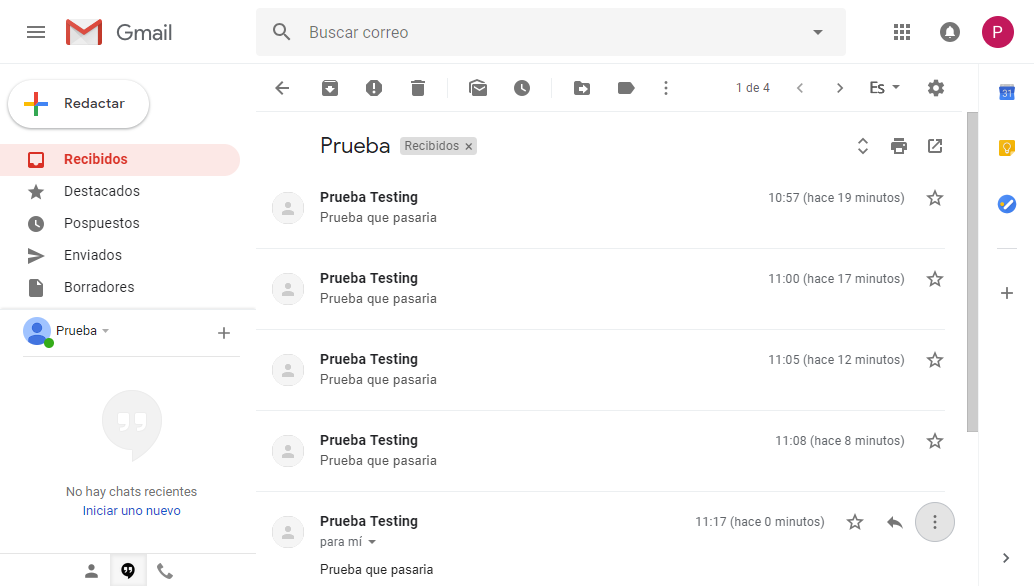 Gmail
Buscar correo
P
Redactar
1 de 4
Es
31
Recibidos
Destacados
Pospuestos
Enviados
Borradores
Prueba
No hay chats recientes
Iniciar uno nuevo
Prueba Recibidos ×
Prueba Testing 10:57 (hace 19 minutos)
Prueba que pasaria
Prueba Testing 11:00 (hace 17 minutos)
Prueba que pasaria
Prueba Testing 11:05 (hace 12 minutos)
Prueba que pasaria
Prueba Testing 11:08 (hace 8 minutos)
Prueba que pasaria
Prueba Testing 11:17 (hace 0 minutos)
para mí
Prueba que pasaria